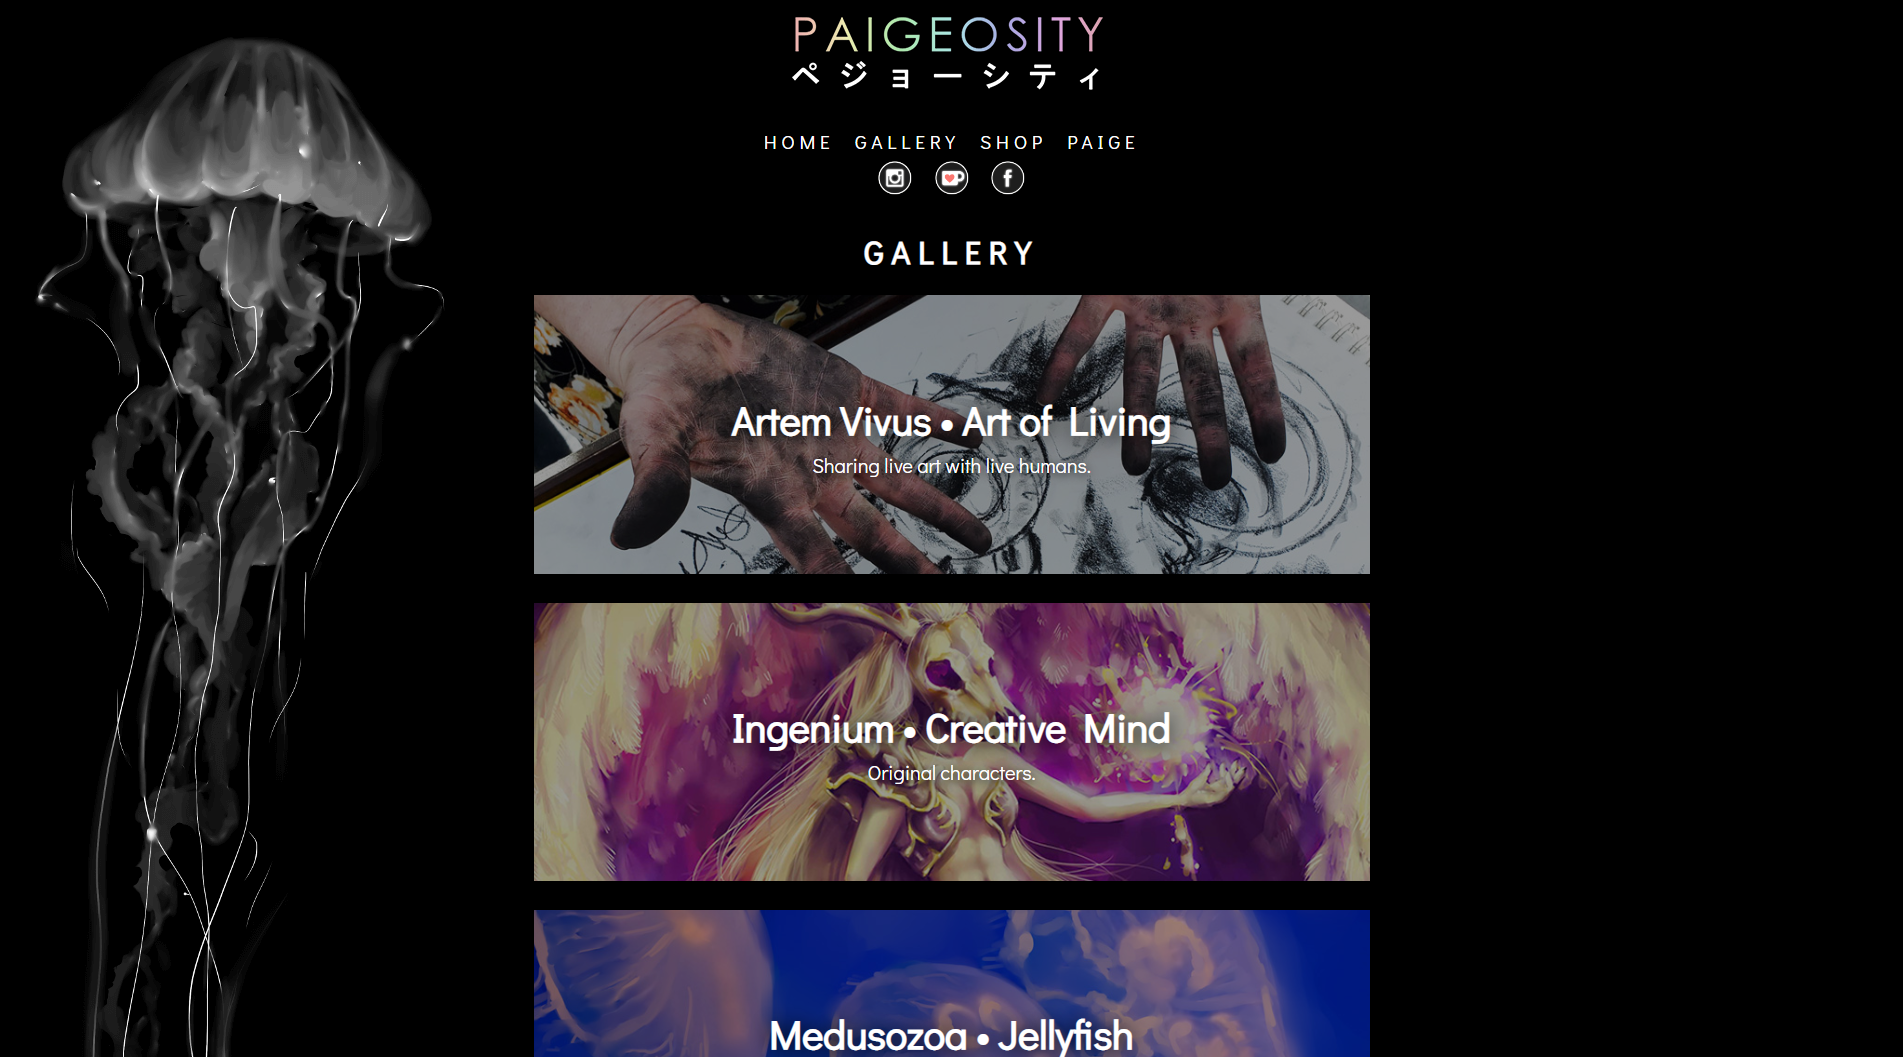 PAIGEOSITY
ペジョーシティ
HOME GALLERY SHOP PAIGE
GALLERY
Artem Vivus • Art of Living
Sharing live art with live humans.
Ingenium • Creative Mind
Original characters.
Medusozoa • Jellyfish